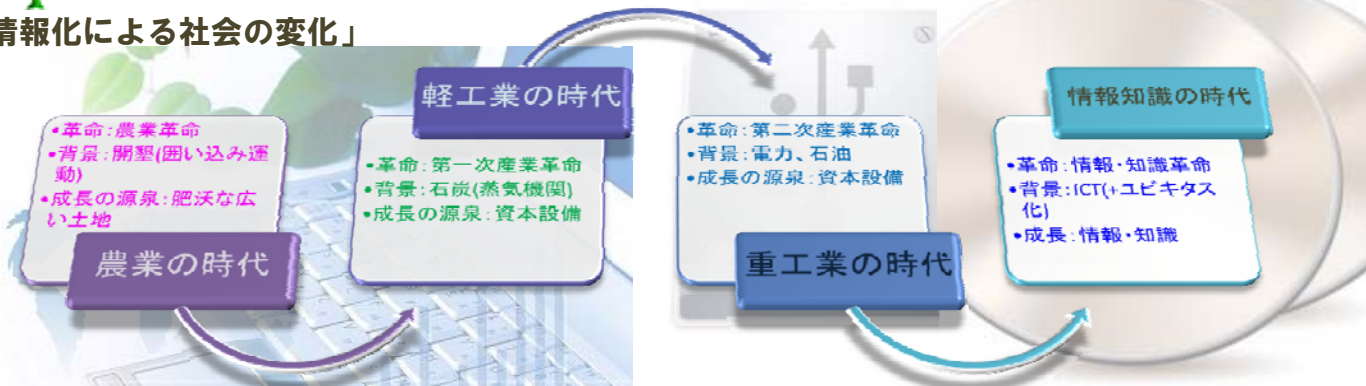 情報化による社会の変化」
•革命:農業革命
•背景:開墾(囲い込み運
動)
•成長の源泉:肥沃な広
い土地
農業の時代
軽工業の時代
•革命:第一次産業革命
•背景:石炭(蒸気機関)
•成長の源泉:資本設備
•革命:第二次産業革命
•背景:電力、石油
•成長の源泉:資本設備
重工業の時代
情報知識の時代
•革命:情報・知識革命
•背景:ICT(+ユビキタス
化)
•成長:情報・知識